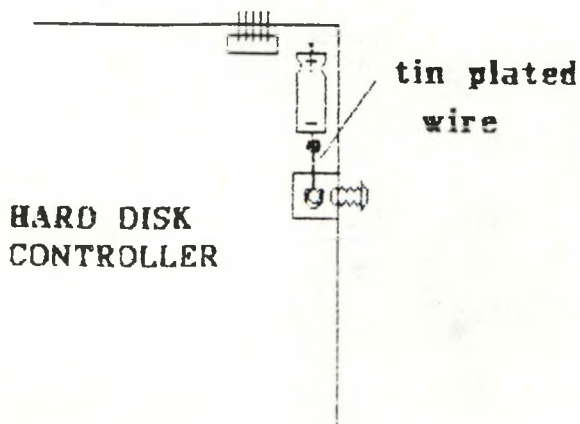 tin plated
wire
+
−
HARD DISK
CONTROLLER